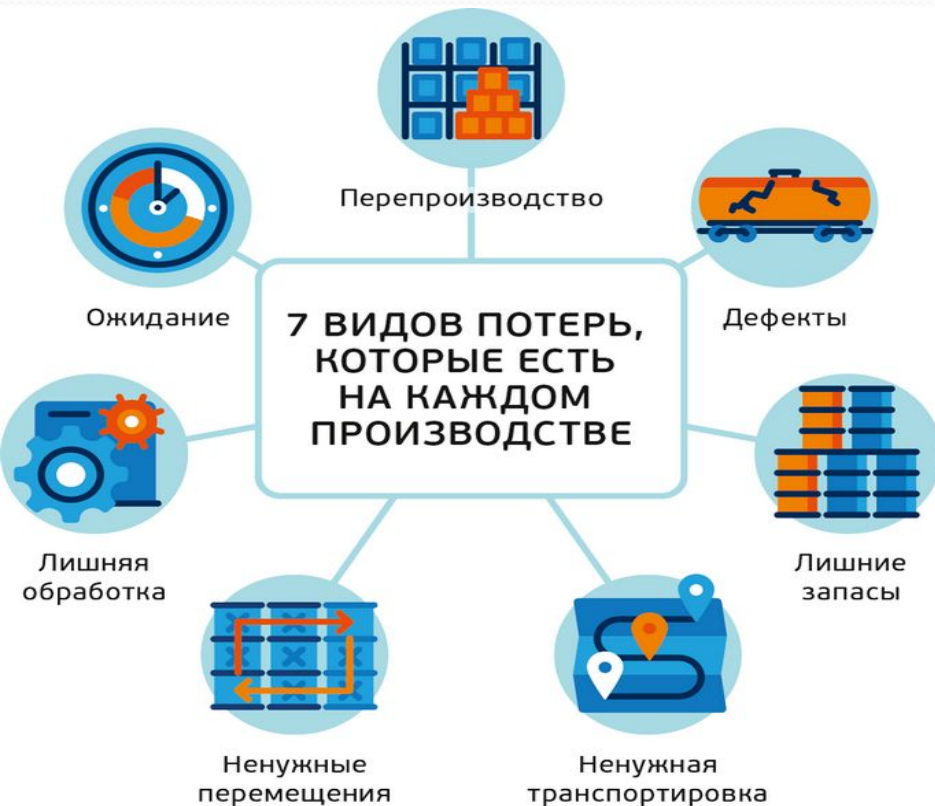 Перепроизводство
Ожидание
Дефекты
7 ВИДОВ ПОТЕРЬ,
КОТОРЫЕ ЕСТЬ
НА КАЖДОМ
ПРОИЗВОДСТВЕ
Лишняя
обработка
Лишние
запасы
Ненужные
перемещения
Ненужная
транспортировка